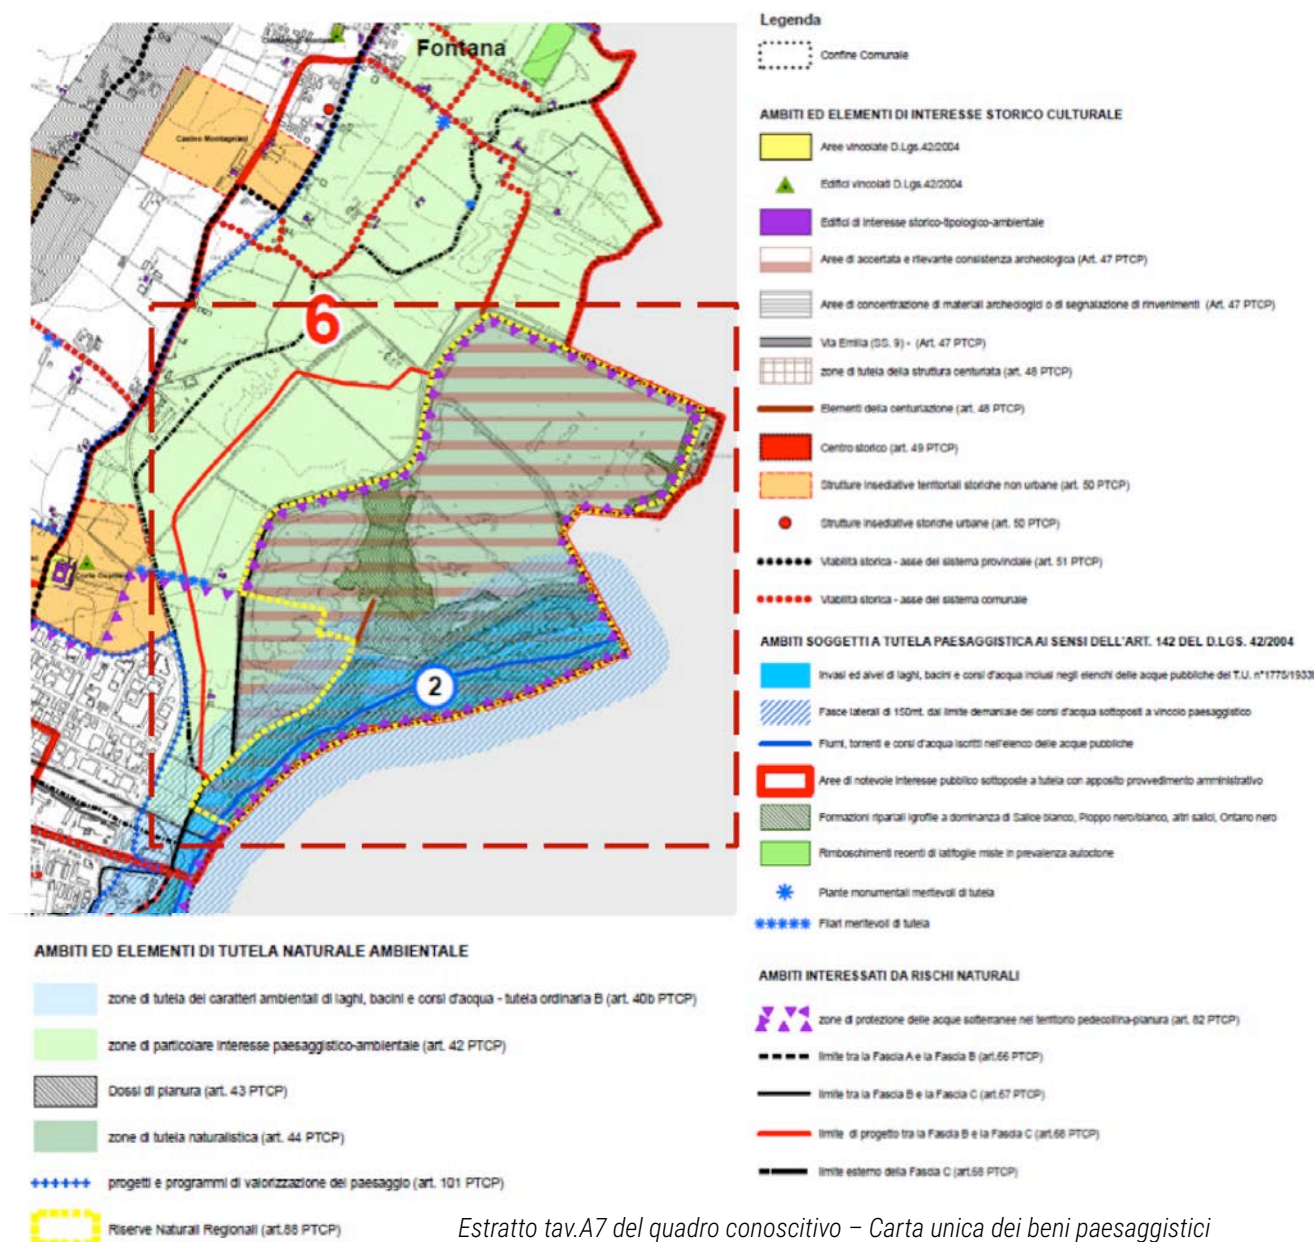 Fontana
Casino Montagnani
6
Corte Ospizio
2
Legenda
Confine Comunale
AMBITI ED ELEMENTI DI INTERESSE STORICO CULTURALE
Aree vincolate D.Lgs.42/2004
Edifici vincolati D.Lgs.42/2004
Edifici di interesse storico-tipologico-ambientale
Aree di accertata e rilevante consistenza archeologica (Art. 47 PTCP)
Aree di concentrazione di materiali archeologici o di segnalazione di rinvenimenti (Art. 47 PTCP)
Via Emilia (SS. 9) - (Art. 47 PTCP)
zone di tutela della struttura centuriata (art. 48 PTCP)
Elementi della centuriazione (art. 48 PTCP)
Centro storico (art. 49 PTCP)
Strutture insediative territoriali storiche non urbane (art. 50 PTCP)
Strutture insediative storiche urbane (art. 50 PTCP)
Viabilità storica - asse del sistema provinciale (art. 51 PTCP)
Viabilità storica - asse del sistema comunale
AMBITI SOGGETTI A TUTELA PAESAGGISTICA AI SENSI DELL'ART. 142 DEL D.LGS. 42/2004
Invasi ed alvei di laghi, bacini e corsi d'acqua inclusi negli elenchi delle acque pubbliche del T.U. n°1775/1933
Fasce laterali di 150mt. dal limite demaniale dei corsi d'acqua sottoposti a vincolo paesaggistico
Fiumi, torrenti e corsi d'acqua iscritti nell'elenco delle acque pubbliche
Aree di notevole interesse pubblico sottoposte a tutela con apposito provvedimento amministrativo
Formazioni ripariali igrofile a dominanza di Salice bianco, Pioppo nero/bianco, altri salici, Ontano nero
Rimboschimenti recenti di latifoglie miste in prevalenza autoctone
Piante monumentali meritevoli di tutela
Filari meritevoli di tutela
AMBITI INTERESSATI DA RISCHI NATURALI
zone di protezione delle acque sotterranee nel territorio pedecollina-pianura (art. 82 PTCP)
limite tra la Fascia A e la Fascia B (art.66 PTCP)
limite tra la Fascia B e la Fascia C (art.67 PTCP)
limite di progetto tra la Fascia B e la Fascia C (art.68 PTCP)
limite esterno della Fascia C (art.68 PTCP)
AMBITI ED ELEMENTI DI TUTELA NATURALE AMBIENTALE
zone di tutela dei caratteri ambientali di laghi, bacini e corsi d'acqua - tutela ordinaria B (art. 40b PTCP)
zone di particolare interesse paesaggistico-ambientale (art. 42 PTCP)
Dossi di pianura (art. 43 PTCP)
zone di tutela naturalistica (art. 44 PTCP)
progetti e programmi di valorizzazione del paesaggio (art. 101 PTCP)
Riserve Naturali Regionali (art.88 PTCP)
Estratto tav.A7 del quadro conoscitivo – Carta unica dei beni paesaggistici